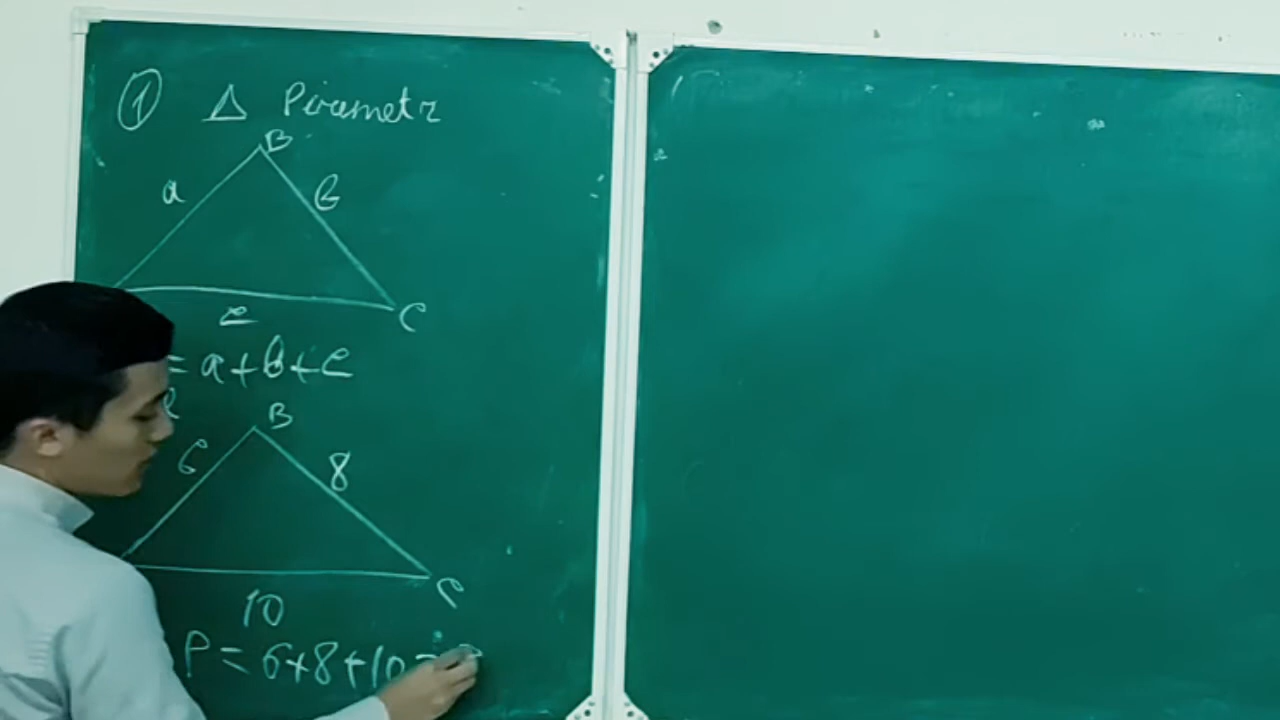 ① △ Pirametr
B
a b
c C
= a+b+c
B
6 8
C
10
P = 6+8+10 =